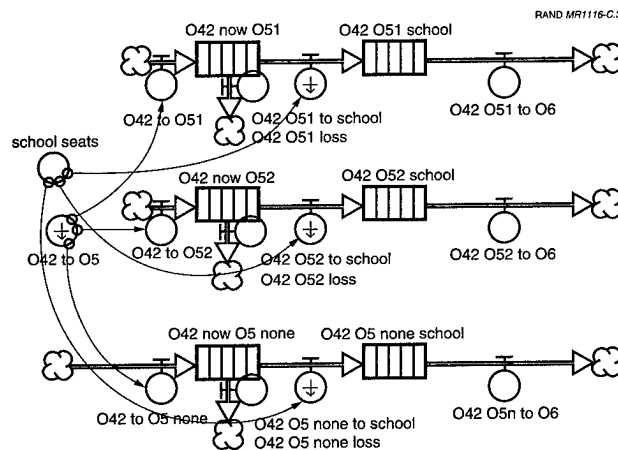 RAND MR1116-C.3
O42 now O51
O42 O51 school
O42 to O51
O42 O51 to school
O42 O51 loss
O42 O51 to O6
school seats
O42 now O52
O42 O52 school
O42 to O5
O42 to O52
O42 O52 to school
O42 O52 loss
O42 O52 to O6
O42 now O5 none
O42 O5 none school
O42 to O5 none
O42 O5 none to school
O42 O5 none loss
O42 O5n to O6